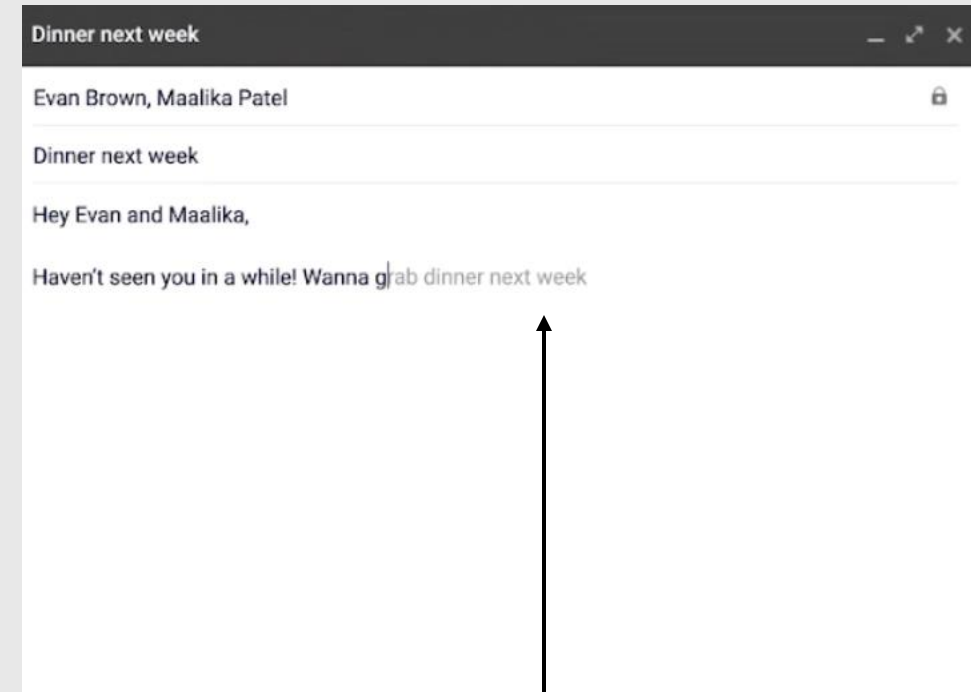 Dinner next week
Evan Brown, Maalika Patel
Dinner next week
Hey Evan and Maalika,
Haven't seen you in a while! Wanna grab dinner next week